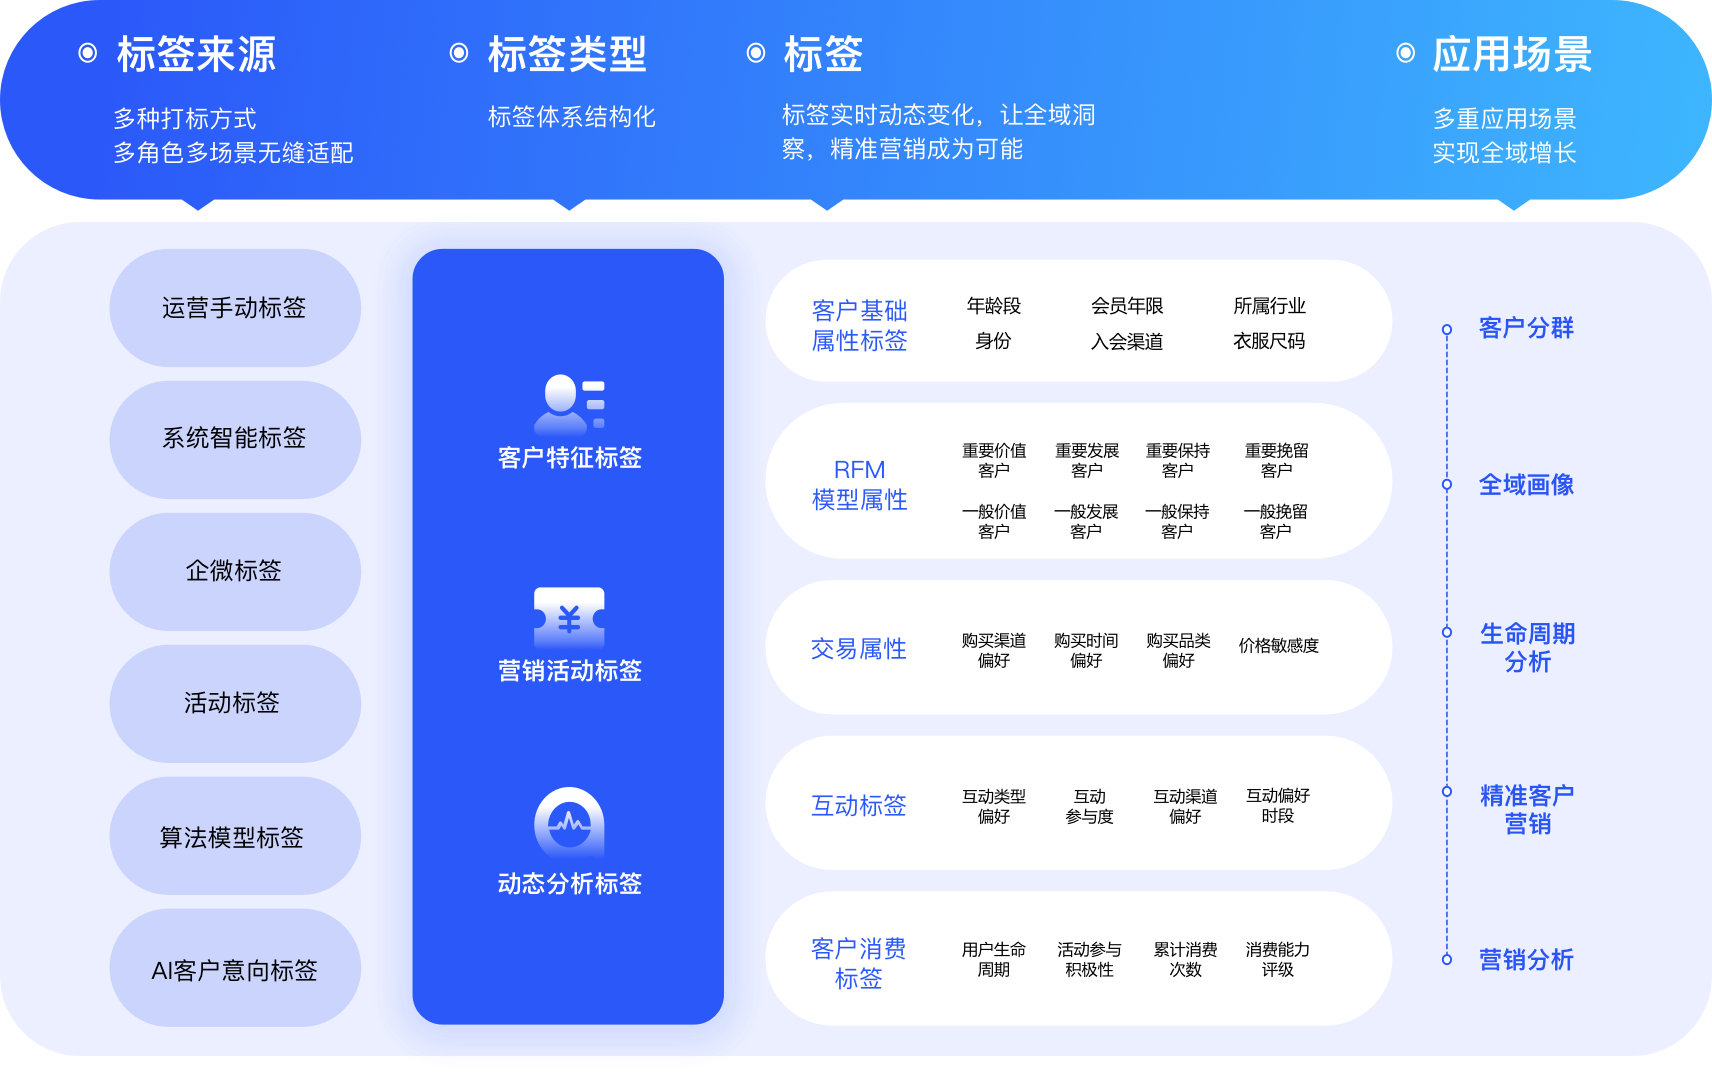 标签来源
多种打标方式
多角色多场景无缝适配
标签类型
标签体系结构化
标签
标签实时动态变化，让全域洞
察，精准营销成为可能
应用场景
多重应用场景
实现全域增长
运营手动标签
系统智能标签
企微标签
活动标签
算法模型标签
AI客户意向标签
客户特征标签
营销活动标签
动态分析标签
客户基础
属性标签
年龄段
会员年限
所属行业
身份
入会渠道
衣服尺码
RFM
模型属性
重要价值
客户
重要发展
客户
重要保持
客户
重要挽留
客户
一般价值
客户
一般发展
客户
一般保持
客户
一般挽留
客户
交易属性
购买渠道
偏好
购买时间
偏好
购买品类
偏好
价格敏感度
互动标签
互动类型
偏好
互动
参与度
互动渠道
偏好
互动偏好
时段
客户消费
标签
用户生命
周期
活动参与
积极性
累计消费
次数
消费能力
评级
客户分群
全域画像
生命周期
分析
精准客户
营销
营销分析